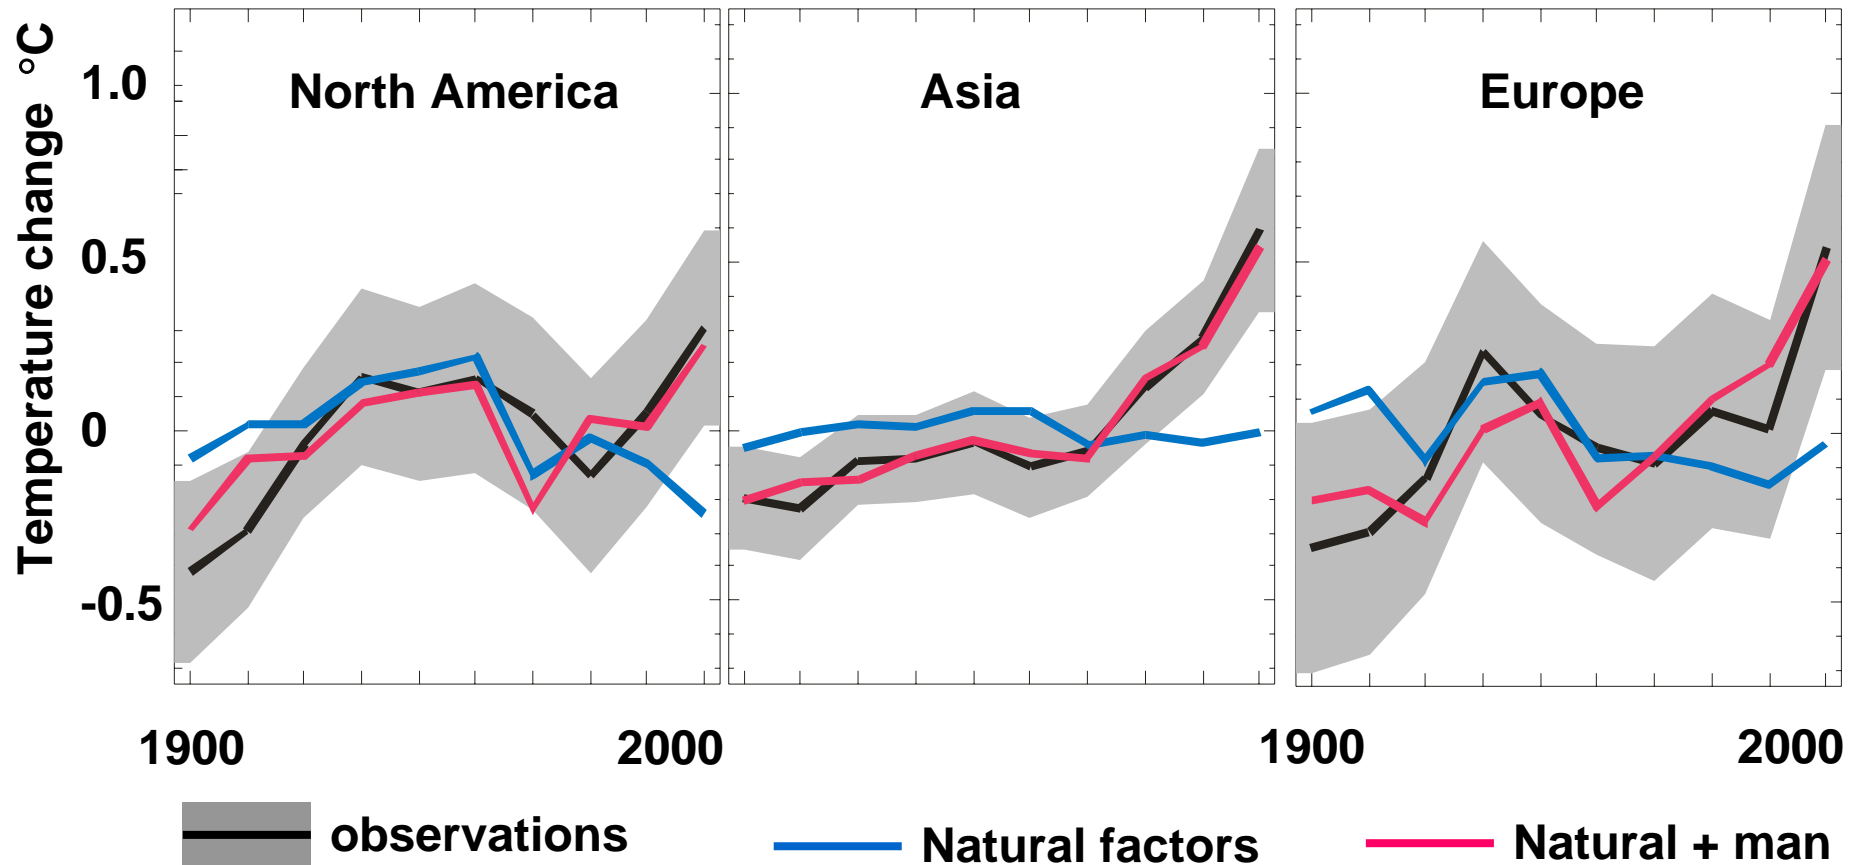 Temperature change °C
1.0
0.5
0
-0.5
North America
Asia
Europe
1900
2000
1900
2000
observations
Natural factors
Natural + man